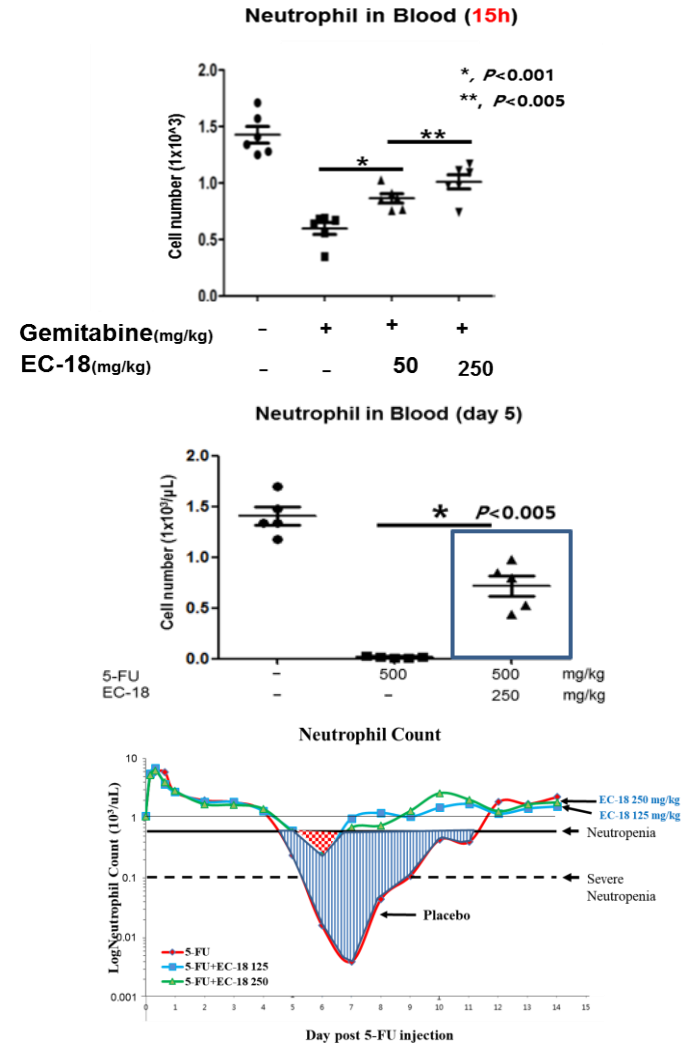 Neutrophil in Blood (15h)
*, P<0.001
**, P<0.005
Cell number (1x10^3)
2.0
1.5
1.0
0.5
0.0
*
**
Gemitabine(mg/kg) - + + +
EC-18(mg/kg) - - 50 250
Neutrophil in Blood (day 5)
Cell number (1x10³/µL)
2.0
1.5
1.0
0.5
0.0
* P<0.005
5-FU - 500 500 mg/kg
EC-18 - - 250 mg/kg
Neutrophil Count
LogNeutrophil Count (10³/uL)
10
1
0.1
0.01
0.001
EC-18 250 mg/kg
EC-18 125 mg/kg
Neutropenia
Severe
Neutropenia
Placebo
5-FU
5-FU+EC-18 125
5-FU+EC-18 250
0 1 2 3 4 5 6 7 8 9 10 11 12 13 14 15
Day post 5-FU injection